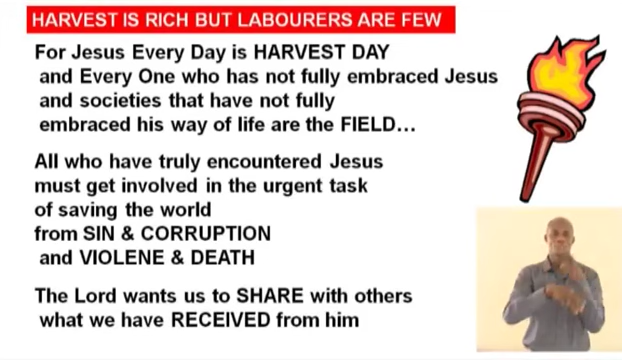 HARVEST IS RICH BUT LABOURERS ARE FEW
For Jesus Every Day is HARVEST DAY
and Every One who has not fully embraced Jesus
and societies that have not fully
embraced his way of life are the FIELD...
All who have truly encountered Jesus
must get involved in the urgent task
of saving the world
from SIN & CORRUPTION
and VIOLENE & DEATH
The Lord wants us to SHARE with others
what we have RECEIVED from him